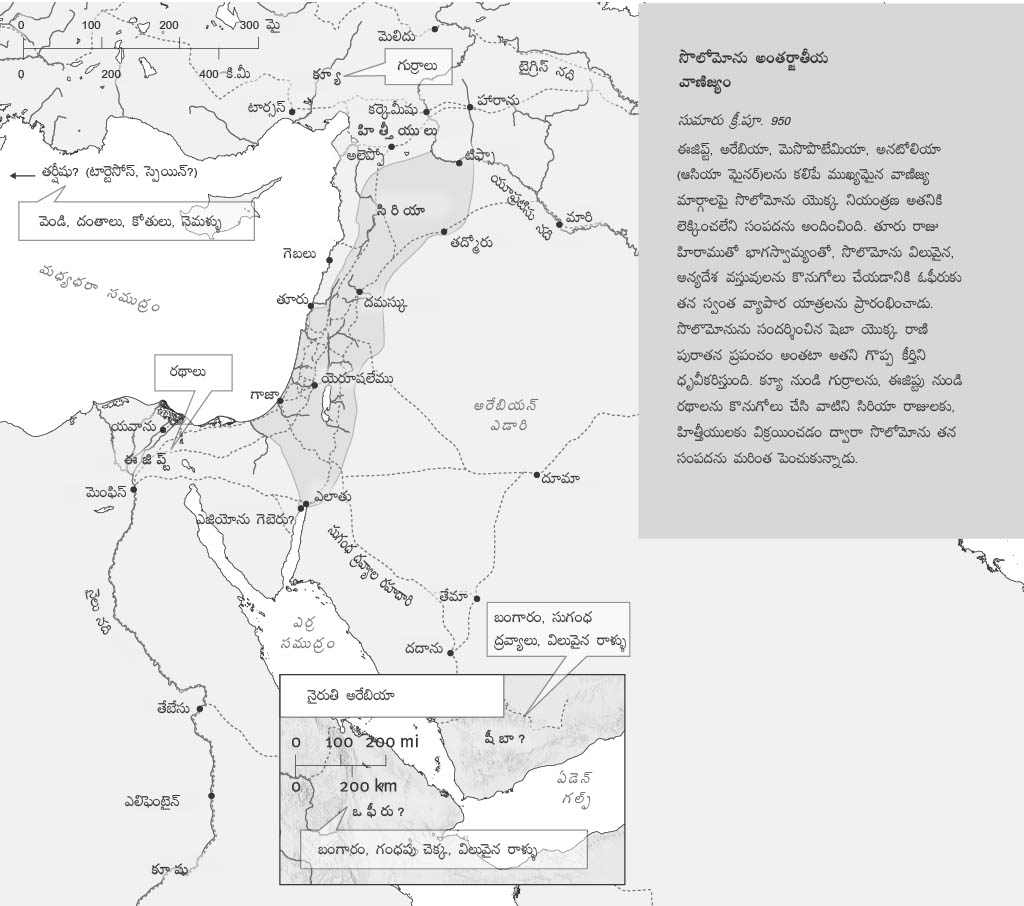 0 100 200 300 మై
0 200 400 కి.మీ
మెలిదు
గుర్రాలు
క్యూ
టైగ్రిస్ నది
టార్సస్
కర్కెమీషు
హారాను
హిత్తీయులు
అలెప్పో
టిఫ్సా
తర్షీషు? (టార్టెసోస్, స్పెయిన్?)
వెండి, దంతాలు, కోతులు, నెమళ్ళు
సిరియా
మారి
తద్మోరు
గెబలు
మధ్యధరా సముద్రం
తూరు
దమస్కు
రథాలు
యెరూషలేము
గాజా
అరేబియన్
ఎడారి
యవాను
ఈజిప్ట్
దూమా
మెంఫిస్
ఎలాతు
ఎజియోను గెబెరు?
సుగంధ ద్రవ్యాల రహదారి
నైలు నది
తేమా
బంగారం, సుగంధ
ద్రవ్యాలు, విలువైన రాళ్ళు
ఎర్ర
సముద్రం
దదాను
నైరుతి అరేబియా
తేబేసు
0 100 200 mi
0 200 km
షీబా?
ఏడెన్
గల్ఫ్
ఒఫీరు?
ఎలిఫెంటైన్
బంగారం, గంధపు చెక్క, విలువైన రాళ్ళు
కూషు
సొలోమోను అంతర్జాతీయ
వాణిజ్యం
సుమారు క్రీ.పూ. 950
ఈజిప్ట్, అరేబియా, మెసొపొటేమియా, అనటోలియా
(ఆసియా మైనర్)లను కలిపే ముఖ్యమైన వాణిజ్య
మార్గాలపై సొలోమోను యొక్క నియంత్రణ అతనికి
లెక్కించలేని సంపదను అందించింది. తూరు రాజు
హిరాముతో భాగస్వామ్యంతో, సొలొమోను విలువైన,
అన్యదేశ వస్తువులను కొనుగోలు చేయడానికి ఓఫీరుకు
తన స్వంత వ్యాపార యాత్రలను ప్రారంభించాడు.
సొలొమోనును సందర్శించిన షెబా యొక్క రాణి
పురాతన ప్రపంచం అంతటా అతని గొప్ప కీర్తిని
ధృవీకరిస్తుంది. క్యూ నుండి గుర్రాలను, ఈజిప్టు నుండి
రథాలను కొనుగోలు చేసి వాటిని సిరియా రాజులకు,
హిత్తీయులకు విక్రయించడం ద్వారా సొలోమోను తన
సంపదను మరింత పెంచుకున్నాడు.